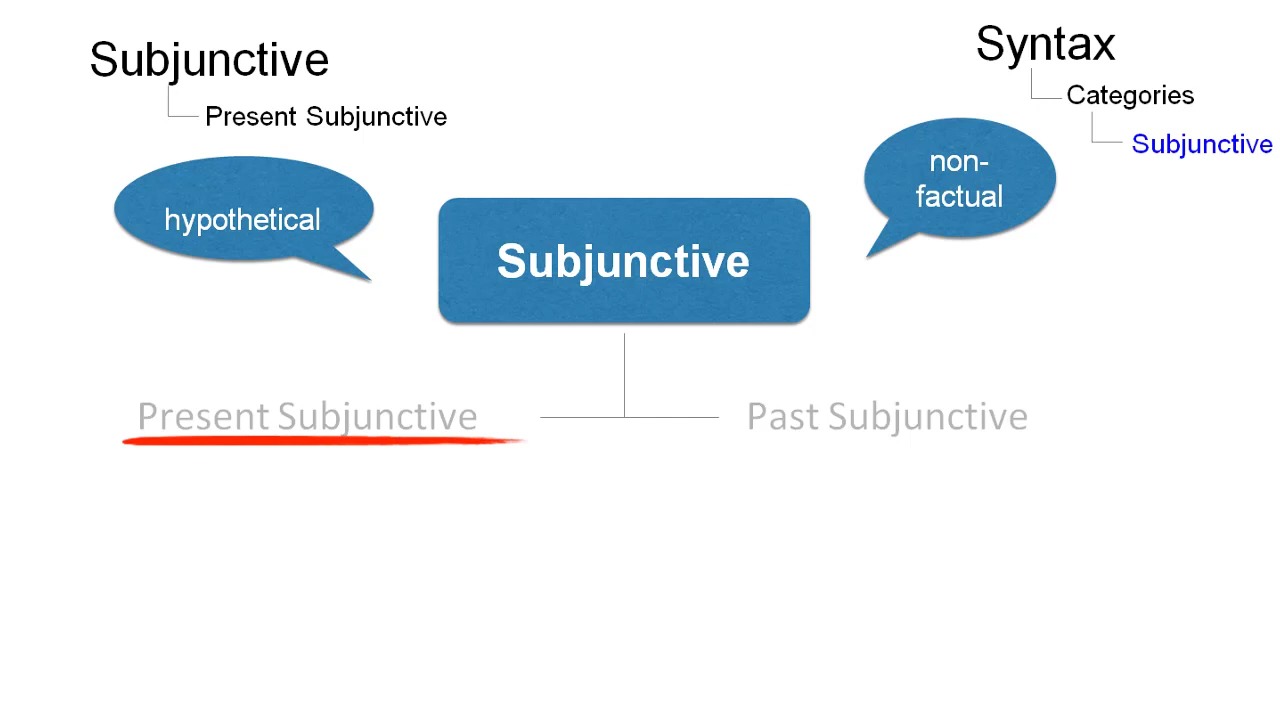 Subjunctive
Present Subjunctive
Syntax
Categories
Subjunctive
hypothetical
non-
factual
Subjunctive
Present Subjunctive
Past Subjunctive